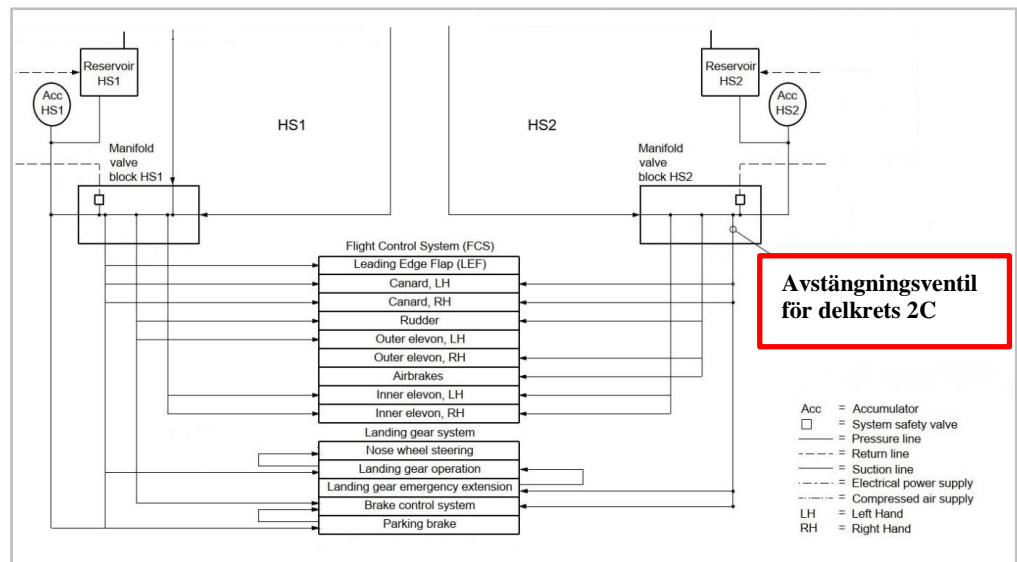 Reservoir
HS1
Acc
HS1
HS1
HS2
Reservoir
HS2
Acc
HS2
Manifold
valve
block HS1
Manifold
valve
block HS2
Flight Control System (FCS)
Leading Edge Flap (LEF)
Canard, LH
Canard, RH
Rudder
Outer elevon, LH
Outer elevon, RH
Airbrakes
Inner elevon, LH
Inner elevon, RH
Landing gear system
Nose wheel steering
Landing gear operation
Landing gear emergency extension
Brake control system
Parking brake
Avstängningsventil
för delkrets 2C
Acc = Accumulator
= System safety valve
= Pressure line
= Return line
= Suction line
= Electrical power supply
= Compressed air supply
LH = Left Hand
RH = Right Hand